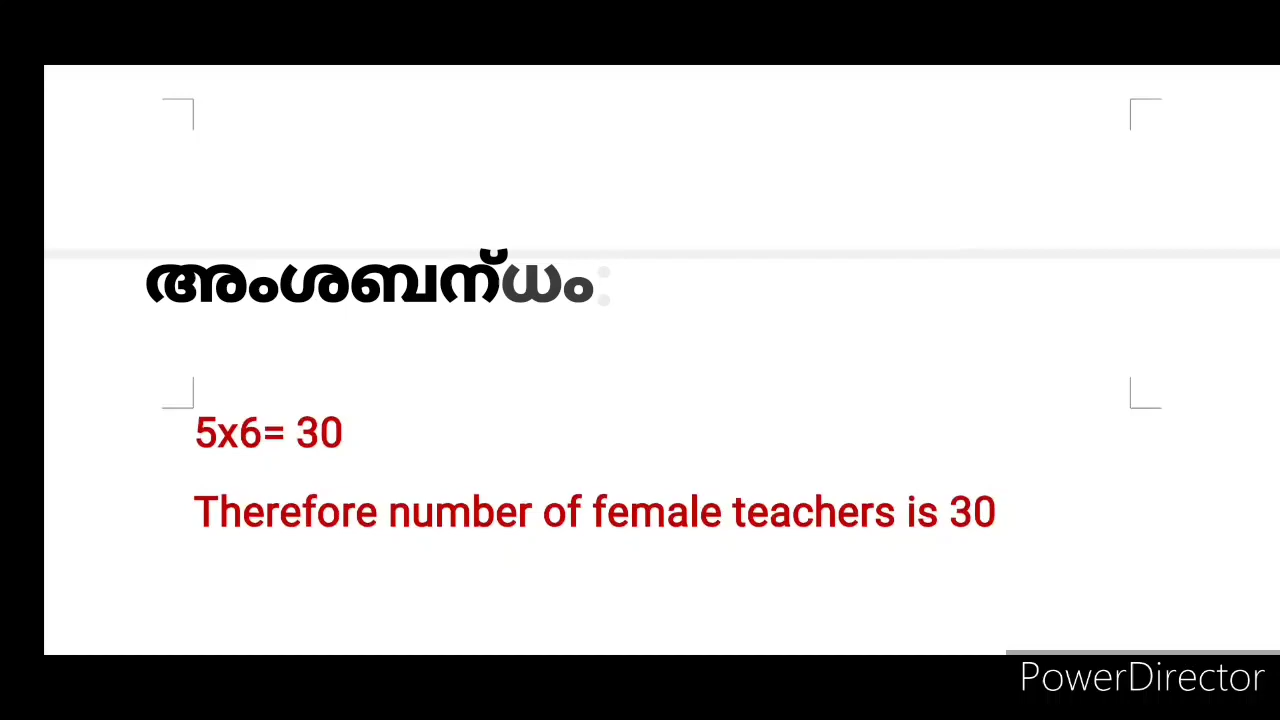 അംശബന്ധം:
5x6= 30
Therefore number of female teachers is 30
PowerDirector